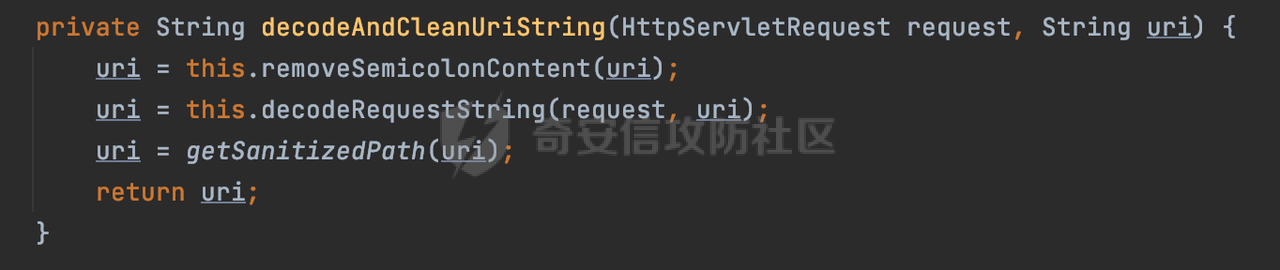 private String decodeAndCleanUriString(HttpServletRequest request, String uri) {
    uri = this.removeSemicolonContent(uri);
    uri = this.decodeRequestString(request, uri);
    uri = getSanitizedPath(uri);
    return uri;
}
奇安信攻防社区